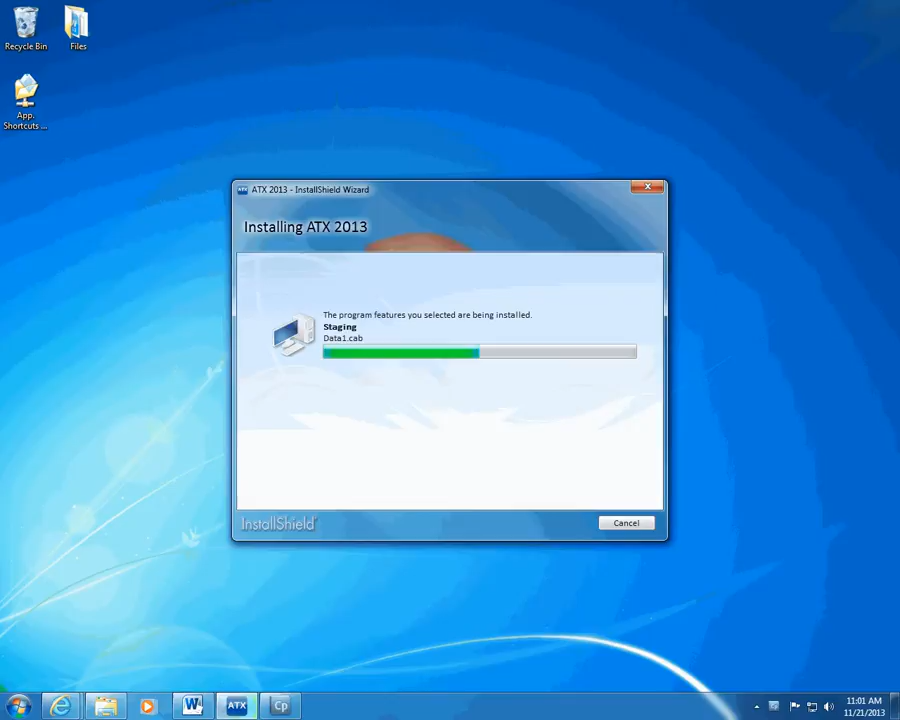 Recycle Bin
Files
App.
Shortcuts ...
ATX 2013 - InstallShield Wizard
Installing ATX 2013
The program features you selected are being installed.
Staging
Data1.cab
InstallShield
Cancel
W
ATX
Cp
11:01 AM
11/21/2013